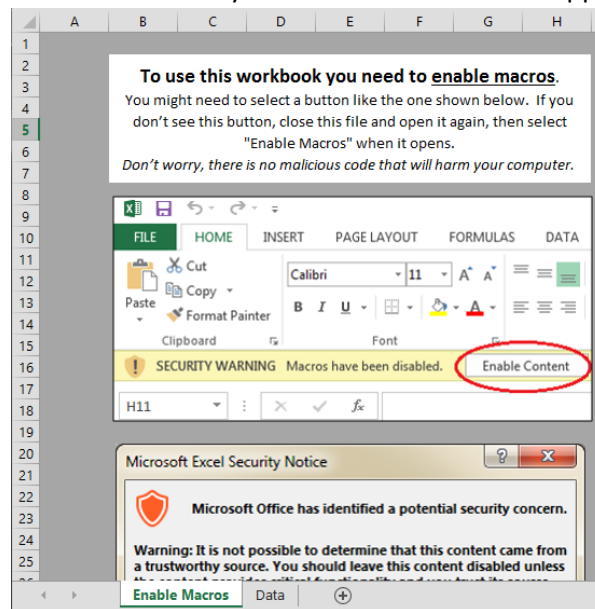 A B C D E F G H
1
2
3
4
5
6
7
8
9
10
11
12
13
14
15
16
17
18
19
20
21
22
23
24
25
To use this workbook you need to enable macros.
You might need to select a button like the one shown below. If you
don't see this button, close this file and open it again, then select
"Enable Macros" when it opens.
Don't worry, there is no malicious code that will harm your computer.
FILE HOME INSERT PAGE LAYOUT FORMULAS DATA
Cut
Copy
Format Painter
Paste
Calibri 11 A A
B I U A
Clipboard Font
SECURITY WARNING Macros have been disabled. Enable Content
H11 fx
Microsoft Excel Security Notice ? X
Microsoft Office has identified a potential security concern.
Warning: It is not possible to determine that this content came from
a trustworthy source. You should leave this content disabled unless
Enable Macros Data